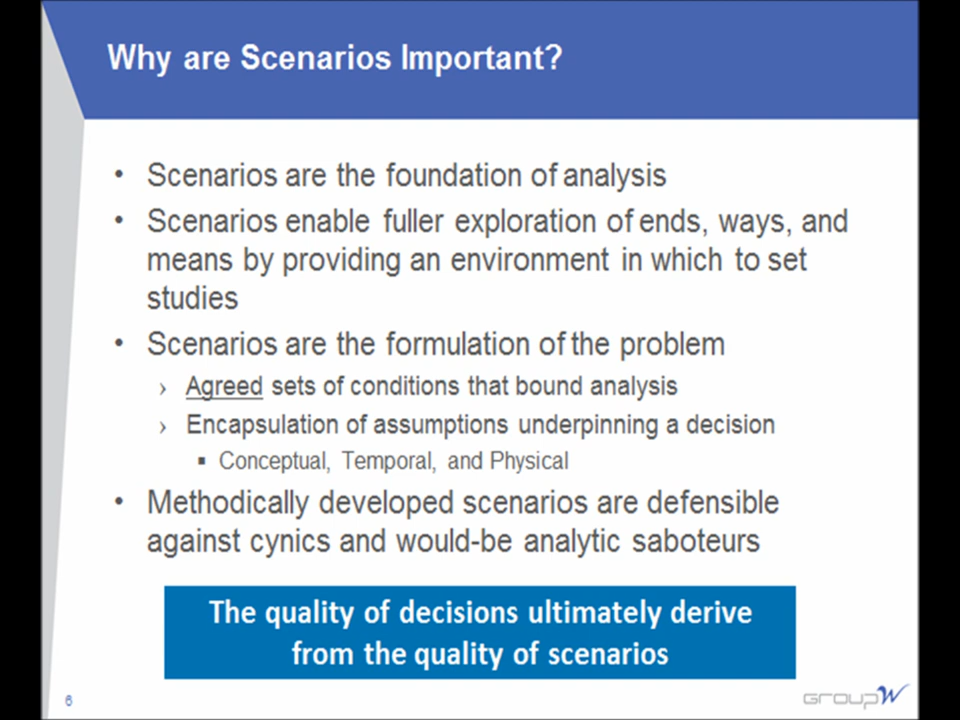 Why are Scenarios Important?
• Scenarios are the foundation of analysis
• Scenarios enable fuller exploration of ends, ways, and
means by providing an environment in which to set
studies
• Scenarios are the formulation of the problem
› Agreed sets of conditions that bound analysis
› Encapsulation of assumptions underpinning a decision
▪ Conceptual, Temporal, and Physical
• Methodically developed scenarios are defensible
against cynics and would-be analytic saboteurs
The quality of decisions ultimately derive
from the quality of scenarios
6
GROUPW